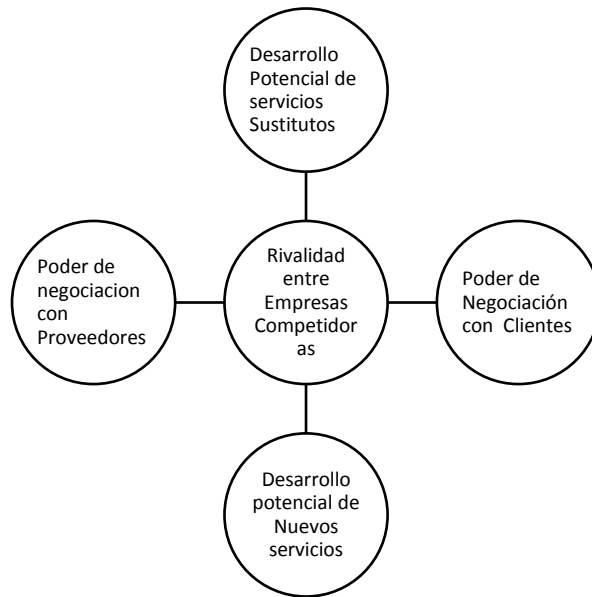 Desarrollo
Potencial de
servicios
Sustitutos
Poder de
negociacion
con
Proveedores
Rivalidad
entre
Empresas
Competidor
as
Poder de
Negociación
con Clientes
Desarrollo
potencial de
Nuevos
servicios